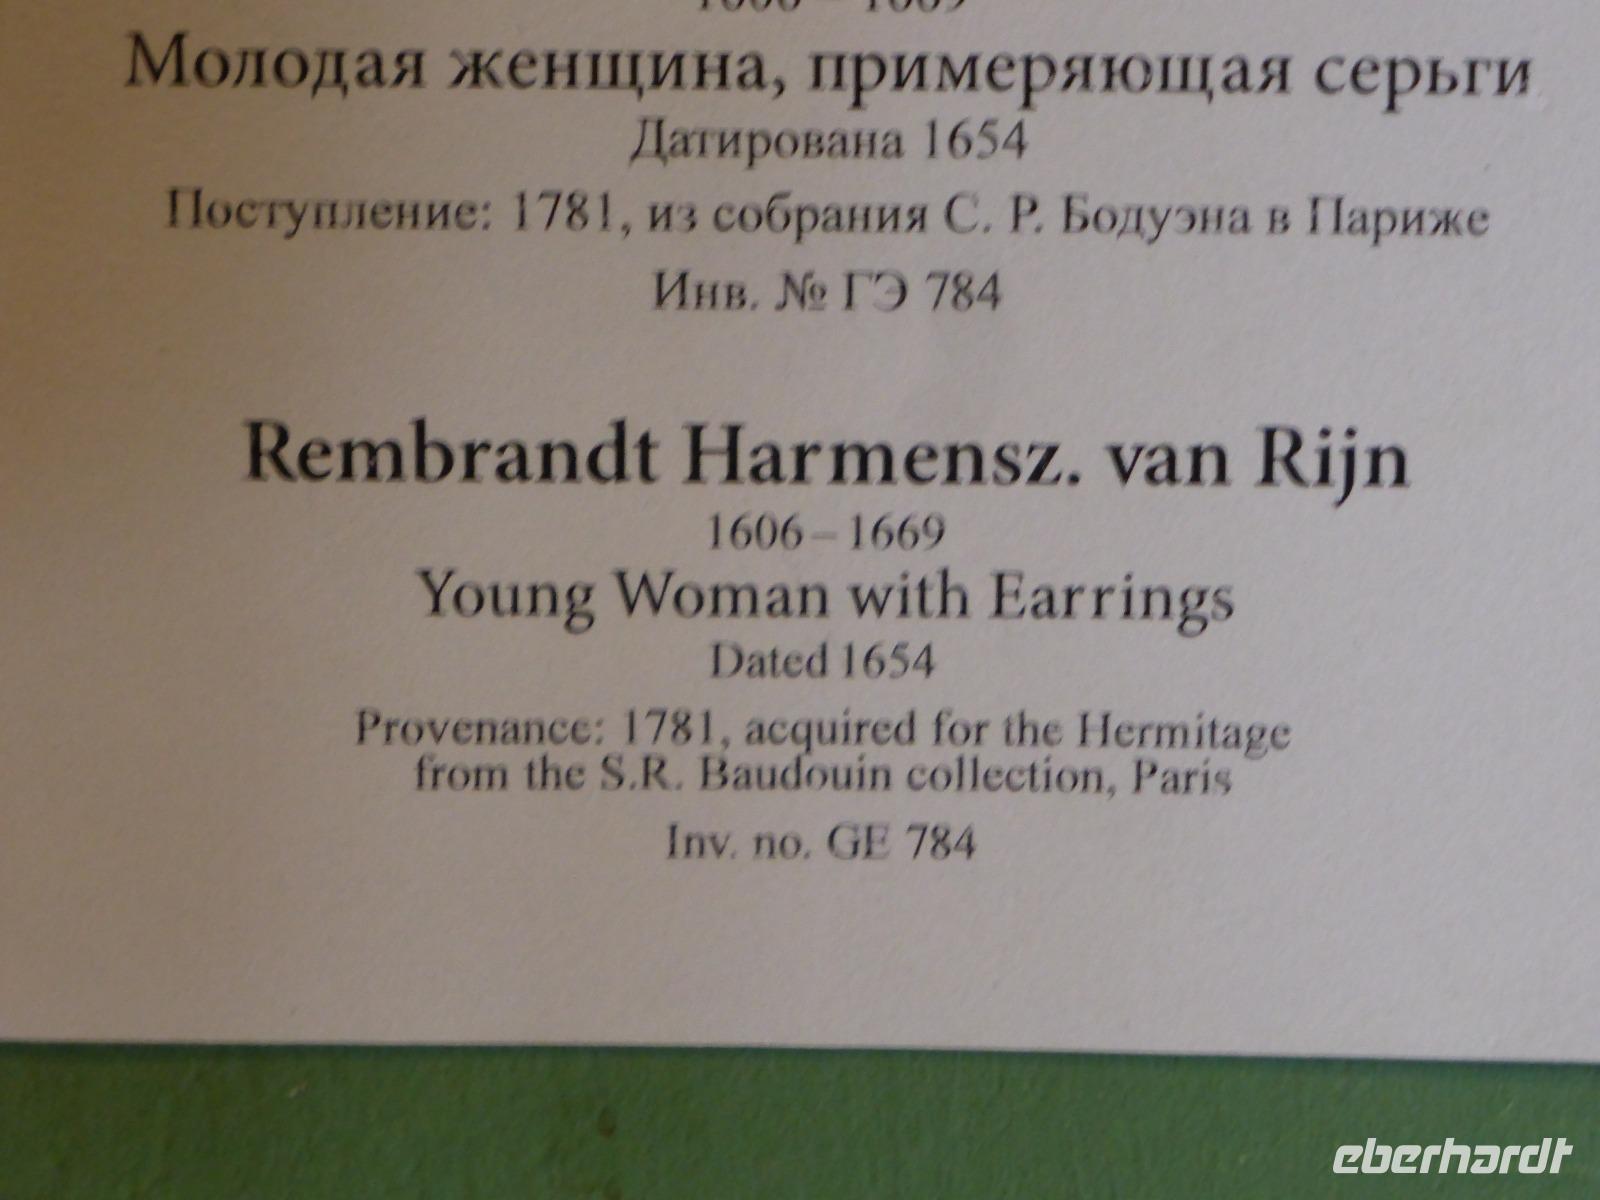 1606 – 1669
Молодая женщина, примеряющая серьги
Датирована 1654
Поступление: 1781, из собрания С. Р. Бодуэна в Париже
Инв. № ГЭ 784
Rembrandt Harmensz. van Rijn
1606 – 1669
Young Woman with Earrings
Dated 1654
Provenance: 1781, acquired for the Hermitage
from the S.R. Baudouin collection, Paris
Inv. no. GE 784
eberhardt